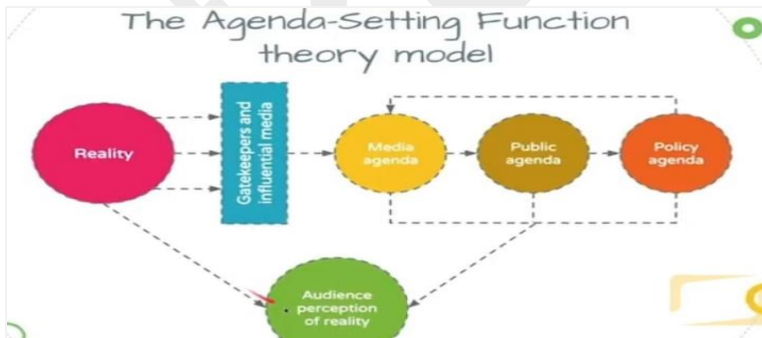 The Agenda-Setting Function
theory model
Reality
Gatekeepers and
influential media
Media
agenda
Public
agenda
Policy
agenda
Audience
perception
of reality